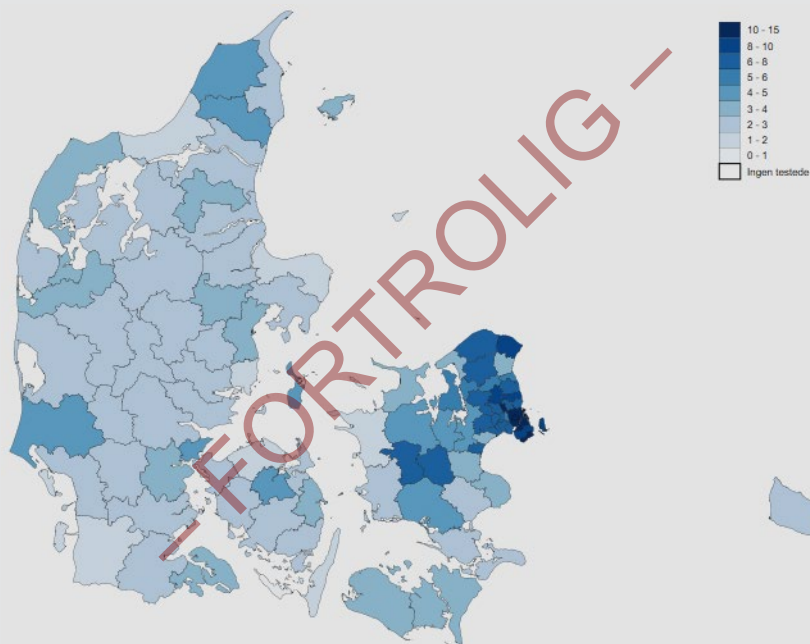 10 - 15
8 - 10
6 - 8
5 - 6
4 - 5
3 - 4
2 - 3
1 - 2
0 - 1
Ingen testede
– FORTROLIG –